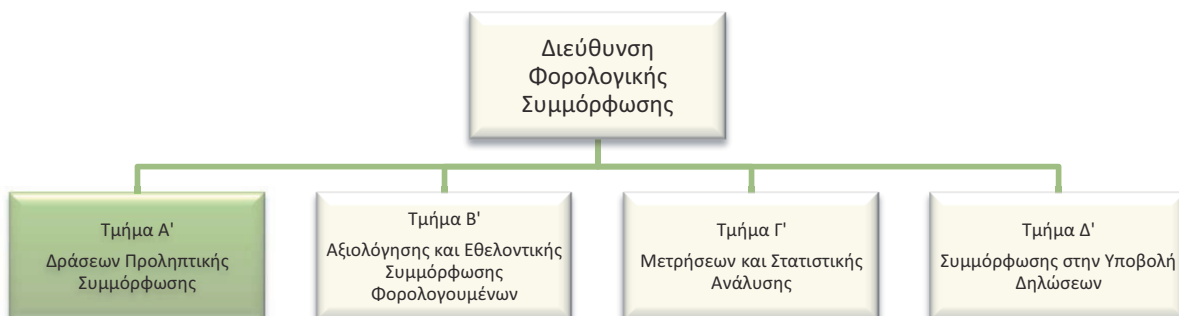 Διεύθυνση
Φορολογικής
Συμμόρφωσης
Τμήμα Α'
Δράσεων Προληπτικής
Συμμόρφωσης
Τμήμα Β'
Αξιολόγησης και Εθελοντικής
Συμμόρφωσης
Φορολογουμένων
Τμήμα Γ'
Μετρήσεων και Στατιστικής
Ανάλυσης
Τμήμα Δ'
Συμμόρφωσης στην Υποβολή
Δηλώσεων